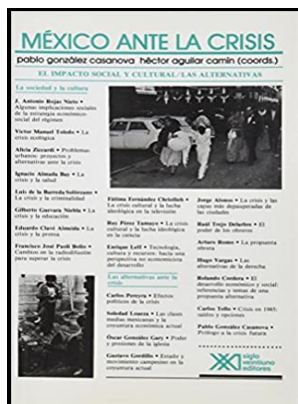 MÉXICO ANTE LA CRISIS
pablo gonzález casanova héctor aguilar camín (coords.)
EL IMPACTO SOCIAL Y CULTURAL/LAS ALTERNATIVAS
La sociedad y la cultura
J. Antonio Rojas Nieto •
Algunas implicaciones sociales
de la estrategia económico-
social del régimen
Víctor Manuel Toledo • La
crisis ecológica
Alicia Ziccardi • Problemas
urbanos: proyectos y
alternativas ante la crisis
Ignacio Almada Bay • La
crisis y la salud
Luis de la Barreda Solórzano •
La crisis y la criminalidad
Gilberto Guevara Niebla • La
crisis y la educación
Eduardo Clavé Almeida • La
crisis y la prensa
Francisco José Paoli Bolio •
Cambios en la radiodifusión
para superar la crisis
Fátima Fernández Christlieb •
La crisis cultural y la lucha
ideológica en la televisión
Ruy Pérez Tamayo • La crisis
cultural y la lucha ideológica
en la ciencia
Enrique Leff • Tecnología,
cultura y recursos: hacia una
perspectiva no economicista
del desarrollo
Las alternativas ante la
crisis
Carlos Pereyra • Efectos
políticos de la crisis
Soledad Loaeza • Las clases
medias mexicanas y la
coyuntura económica actual
Óscar González Gary • Poder
y presiones de la iglesia
Gustavo Gordillo • Estado y
movimiento campesino en la
coyuntura actual
Jorge Alonso • La crisis y las
capas más depauperadas de
las ciudades
Raúl Trejo Delarbre • El
poder de los obreros
Arturo Romo • La propuesta
obrera
Hugo Vargas • Las
alternativas de la derecha
Rolando Cordera • El
desarrollo económico y social:
referencias y temas de una
propuesta alternativa
Carlos Tello • Crisis en 1985:
saldos y opciones
Pablo González Casanova •
Prólogo a la crisis futura
siglo
veintiuno
editores